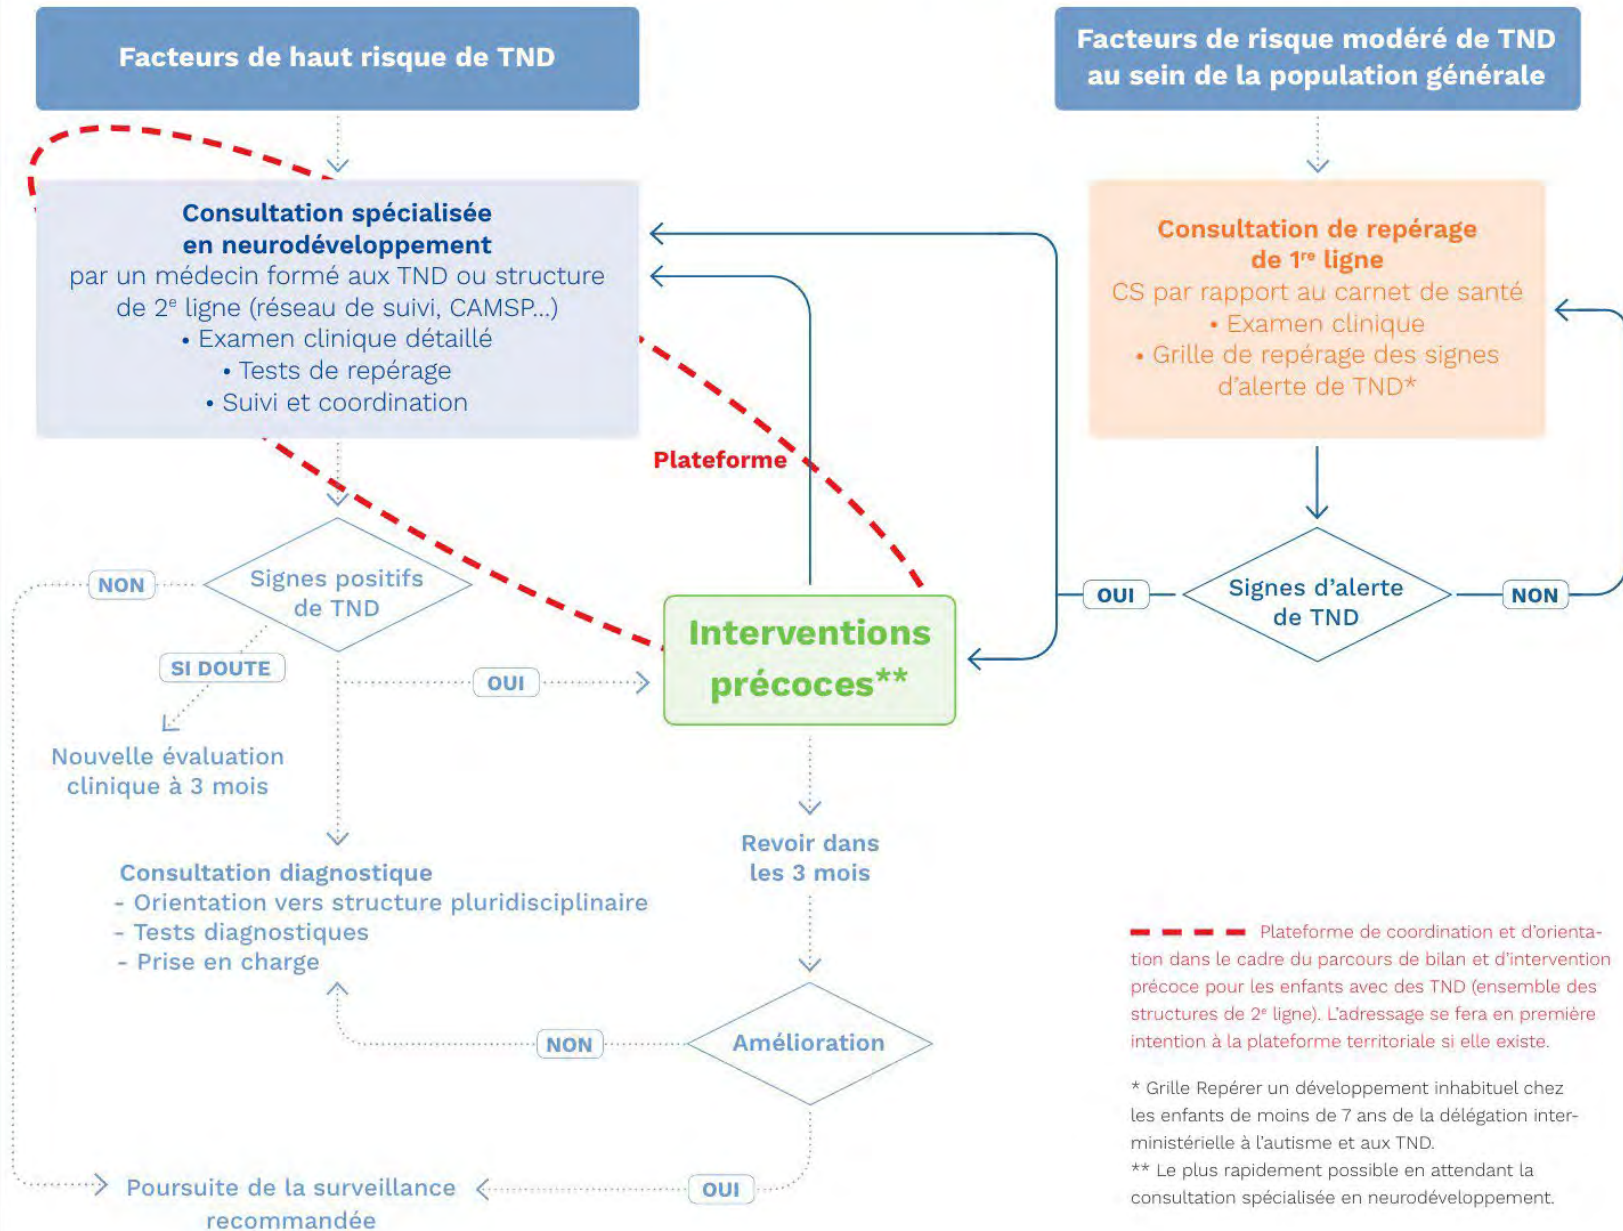 Facteurs de haut risque de TND
Facteurs de risque modéré de TND
au sein de la population générale
Consultation spécialisée
en neurodéveloppement
par un médecin formé aux TND ou structure
de 2e ligne (réseau de suivi, CAMSP...)
• Examen clinique détaillé
• Tests de repérage
• Suivi et coordination
Consultation de repérage
de 1re ligne
CS par rapport au carnet de santé
• Examen clinique
• Grille de repérage des signes
d'alerte de TND*
Plateforme
Signes positifs
de TND
NON
SI DOUTE
OUI
Interventions
précoces**
OUI
Signes d'alerte
de TND
NON
Nouvelle évaluation
clinique à 3 mois
Revoir dans
les 3 mois
Consultation diagnostique
- Orientation vers structure pluridisciplinaire
- Tests diagnostiques
- Prise en charge
NON
Amélioration
OUI
Poursuite de la surveillance
recommandée
Plateforme de coordination et d'orienta-
tion dans le cadre du parcours de bilan et d'intervention
précoce pour les enfants avec des TND (ensemble des
structures de 2e ligne). L'adressage se fera en première
intention à la plateforme territoriale si elle existe.
* Grille Repérer un développement inhabituel chez
les enfants de moins de 7 ans de la délégation inter-
ministérielle à l'autisme et aux TND.
** Le plus rapidement possible en attendant la
consultation spécialisée en neurodéveloppement.